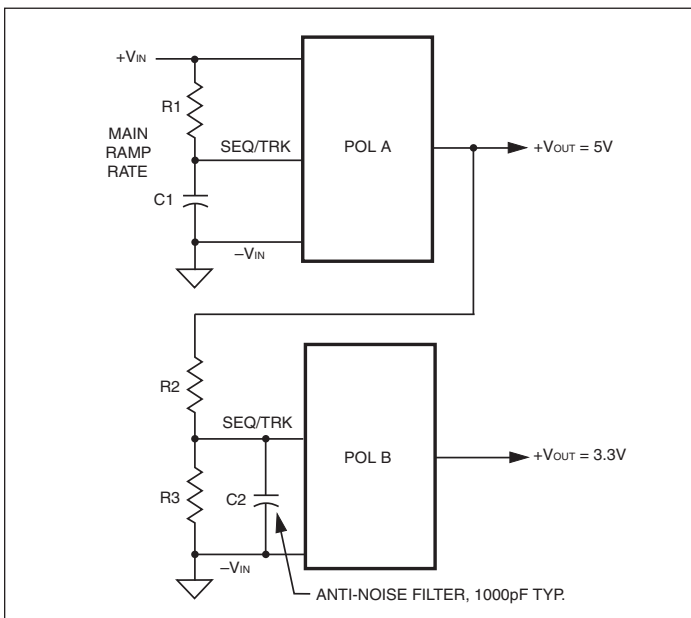 +VIN
R1
MAIN
RAMP
RATE
SEQ/TRK
POL A
+VOUT = 5V
C1
–VIN
R2
SEQ/TRK
POL B
+VOUT = 3.3V
R3
C2
–VIN
ANTI-NOISE FILTER, 1000pF TYP.